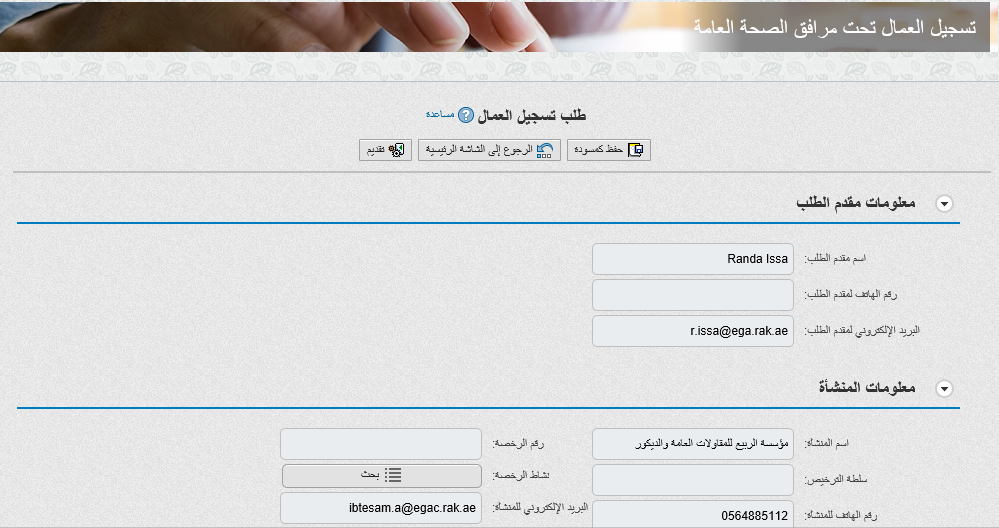 تسجيل العمال تحت مرافق الصحة العامة
طلب تسجيل العمال ? مساعدة
حفظ كمسودة الرجوع إلى الشاشة الرئيسية تقديم
معلومات مقدم الطلب
اسم مقدم الطلب: Randa Issa
رقم الهاتف لمقدم الطلب:
البريد الإلكتروني لمقدم الطلب: r.issa@ega.rak.ae
معلومات المنشأة
اسم المنشأة: مؤسسة الربيع للمقاولات العامة والديكور رقم الرخصة:
سلطة الترخيص: نشاط الرخصة: بحث
رقم الهاتف للمنشأة: 0564885112 البريد الإلكتروني للمنشأة: ibtesam.a@egac.rak.ae